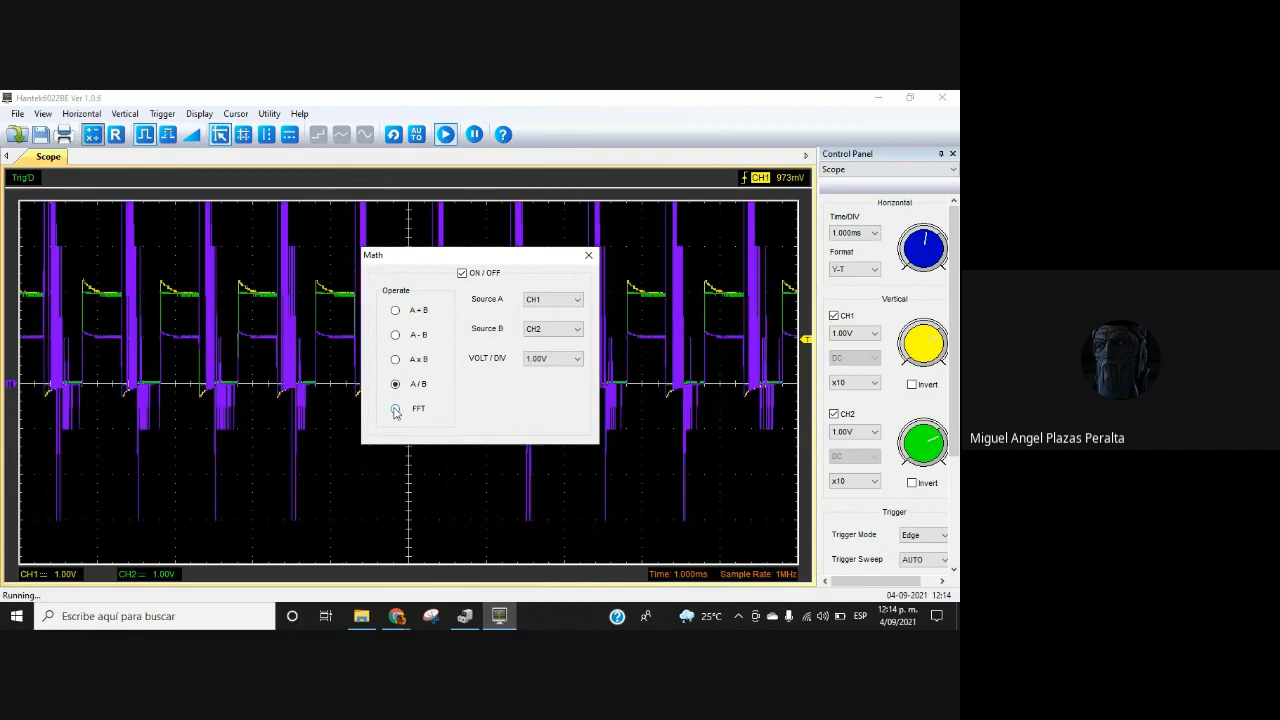 Hantek6022BE Ver 1.0.6
File View Horizontal Vertical Trigger Display Cursor Utility Help
R AUTO ?
Scope
Control Panel
Scope
Trig'D
CH1 973mV
Horizontal
Time/DIV
1.000ms
Format
Y-T
Vertical
CH1
1.00V
DC
x10
Invert
CH2
1.00V
DC
x10
Invert
Trigger
Trigger Mode Edge
Trigger Sweep AUTO
Math
ON / OFF
Operate
A + B
A - B
A x B
A / B
FFT
Source A CH1
Source B CH2
VOLT / DIV 1.00V
T
CH1 1.00V CH2 1.00V Time: 1.000ms Sample Rate: 1MHz
Running...
04-09-2021 12:14
Escribe aquí para buscar
25°C
ESP
12:14 p. m.
4/09/2021
Miguel Angel Plazas Peralta